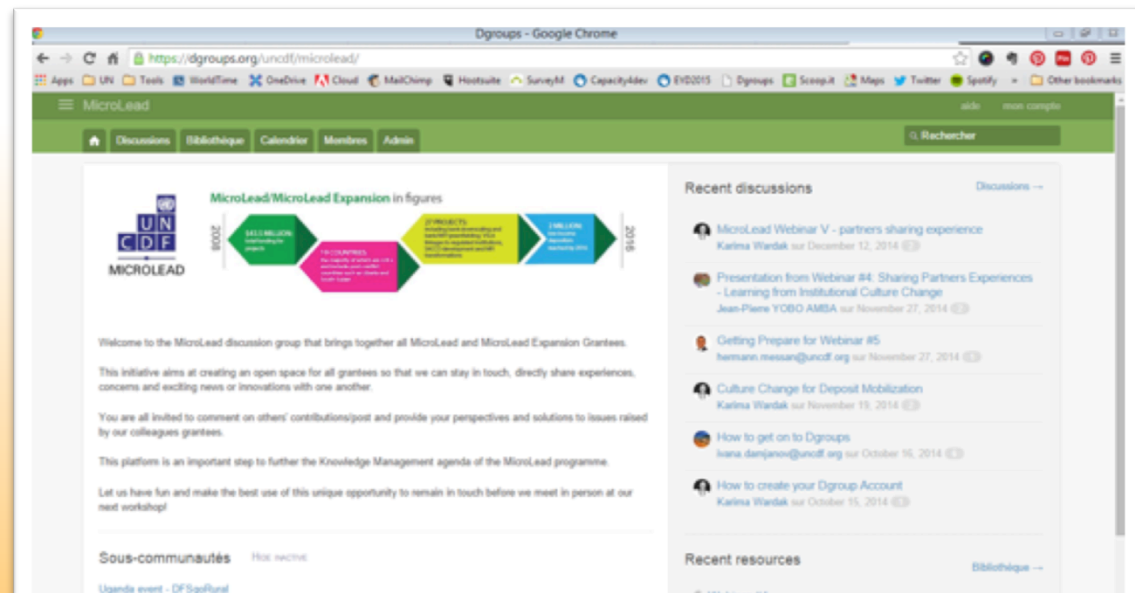 Dgroups - Google Chrome
https://dgroups.org/uncdf/microlead/
Apps UN Tools WorldTime OneDrive Cloud MailChimp Hootsuite SurveyM Capacity4dev EYD2015 Dgroups Scoop.it Maps Twitter Spotify » Other bookmarks
MicroLead aide mon compte
Discussions Bibliothèque Calendrier Membres Admin Rechercher
UN
CDF
MICROLEAD
MicroLead/MicroLead Expansion in figures
2008
19 COUNTRIES:
27 PROJECTS:
2 MILLION:
2016
Welcome to the MicroLead discussion group that brings together all MicroLead and MicroLead Expansion Grantees.
This initiative aims at creating an open space for all grantees so that we can stay in touch, directly share experiences,
concerns and exciting news or innovations with one another.
You are all invited to comment on others' contributions/post and provide your perspectives and solutions to issues raised
by our colleagues grantees.
This platform is an important step to further the Knowledge Management agenda of the MicroLead programme.
Let us have fun and make the best use of this unique opportunity to remain in touch before we meet in person at our
next workshop!
Sous-communautés Hide inactive
Uganda event - DFSgoRural
Recent discussions Discussions →
MicroLead Webinar V - partners sharing experience
Karima Wardak sur December 12, 2014
Presentation from Webinar #4: Sharing Partners Experiences
- Learning from Institutional Culture Change
Jean-Pierre YOBO AMBA sur November 27, 2014
Getting Prepare for Webinar #5
hermann.messan@uncdf.org sur November 27, 2014
Culture Change for Deposit Mobilization
Karima Wardak sur November 19, 2014
How to get on to Dgroups
ivana.damjanov@uncdf.org sur October 16, 2014
How to create your Dgroup Account
Karima Wardak sur October 15, 2014
Recent resources Bibliothèque →